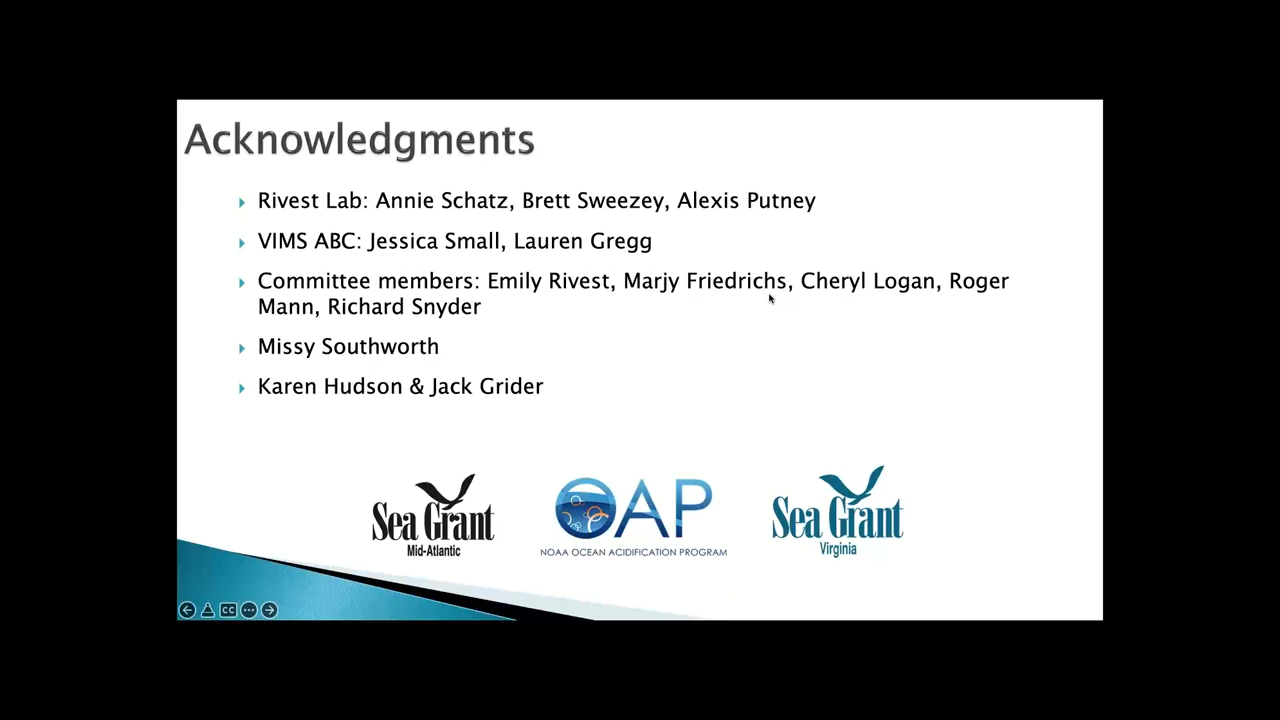 Acknowledgments
Rivest Lab: Annie Schatz, Brett Sweezey, Alexis Putney
VIMS ABC: Jessica Small, Lauren Gregg
Committee members: Emily Rivest, Marjy Friedrichs, Cheryl Logan, Roger
Mann, Richard Snyder
Missy Southworth
Karen Hudson & Jack Grider
Sea Grant
Mid-Atlantic
OAP
NOAA OCEAN ACIDIFICATION PROGRAM
Sea Grant
Virginia
CC